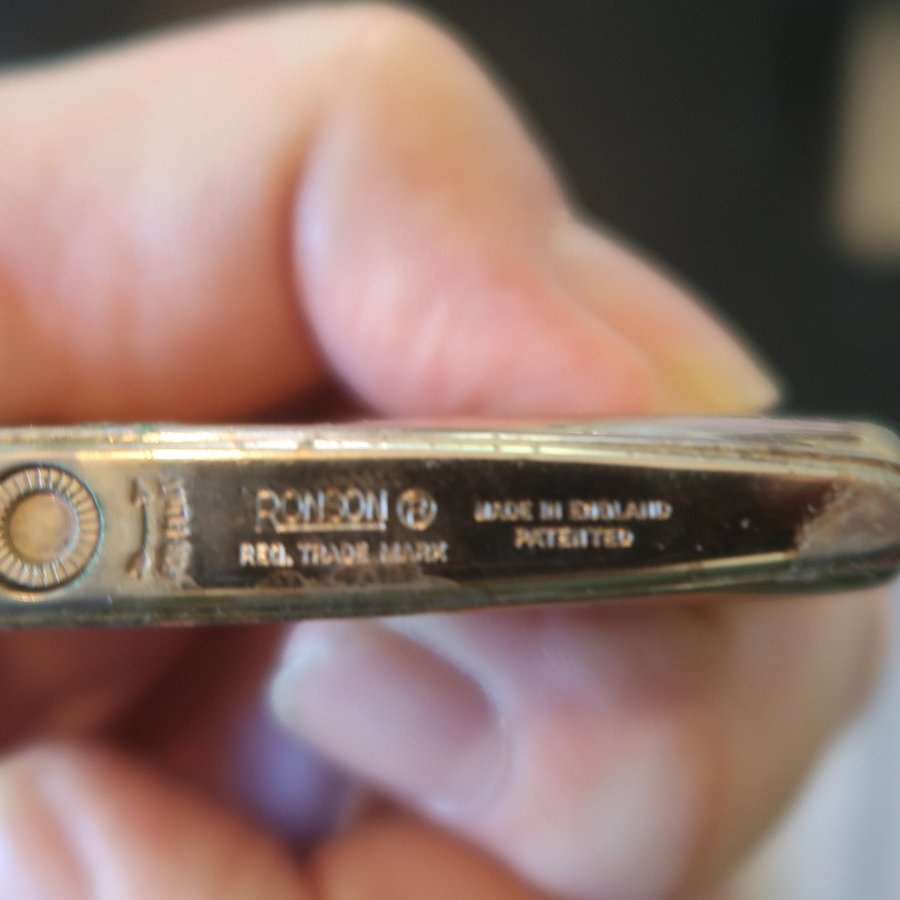 RONSON Ⓡ
REG. TRADE MARK
MADE IN ENGLAND
PATENTED